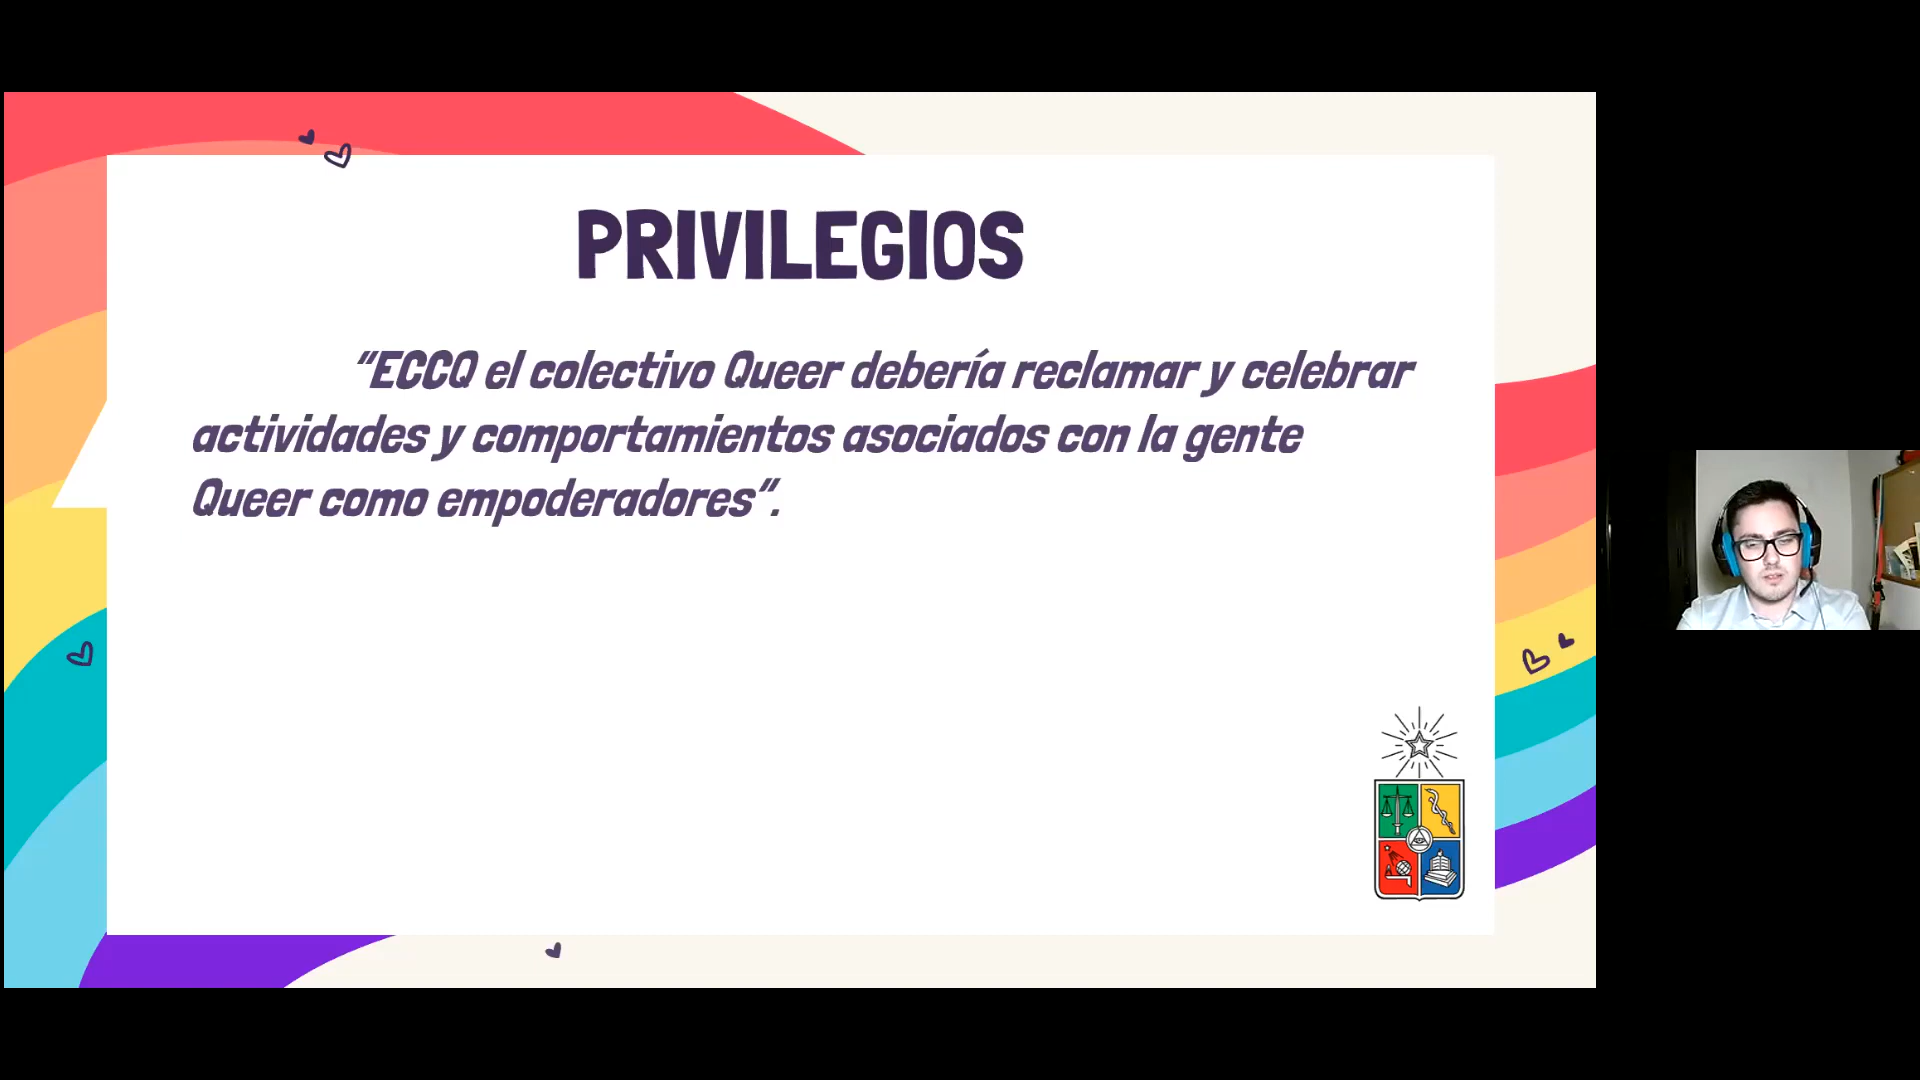 PRIVILEGIOS
“ECCQ el colectivo Queer debería reclamar y celebrar
actividades y comportamientos asociados con la gente
Queer como empoderadores”.